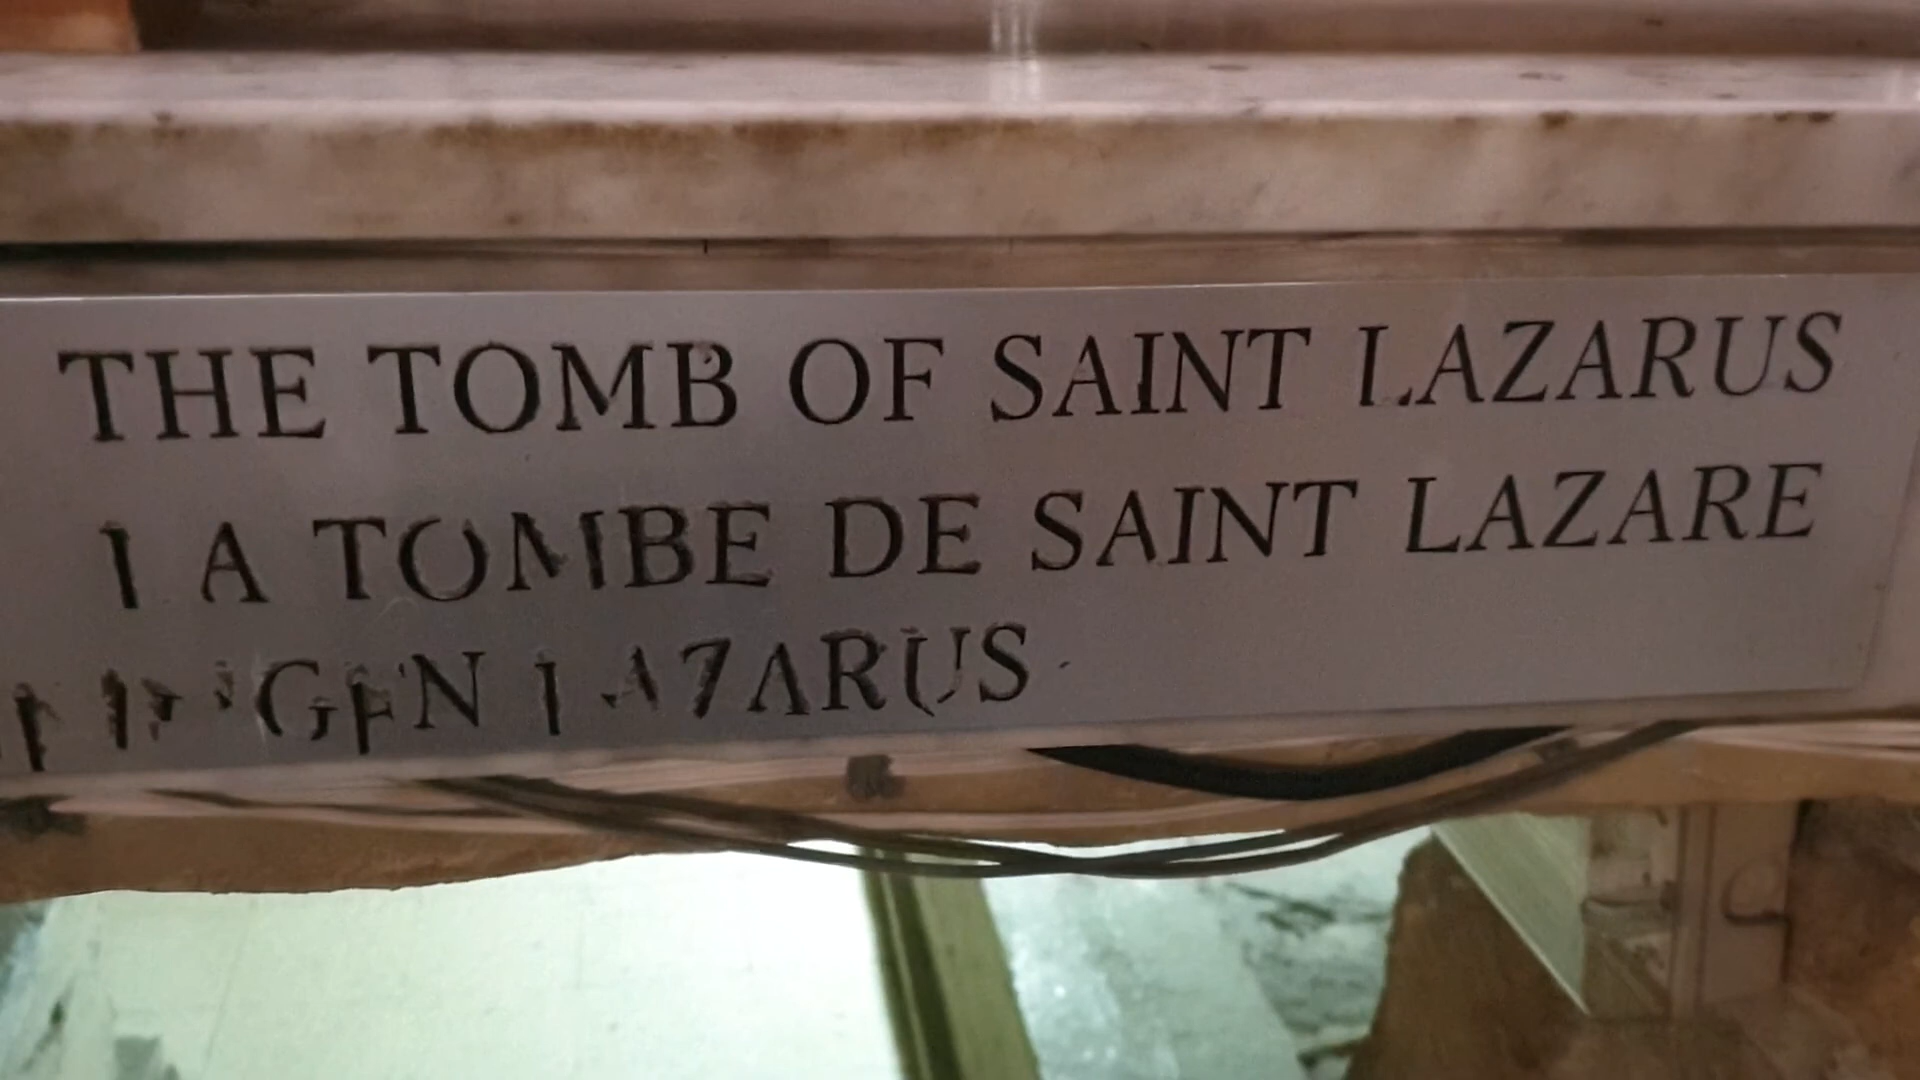 THE TOMB OF SAINT LAZARUS
LA TOMBE DE SAINT LAZARE
LAZARUS